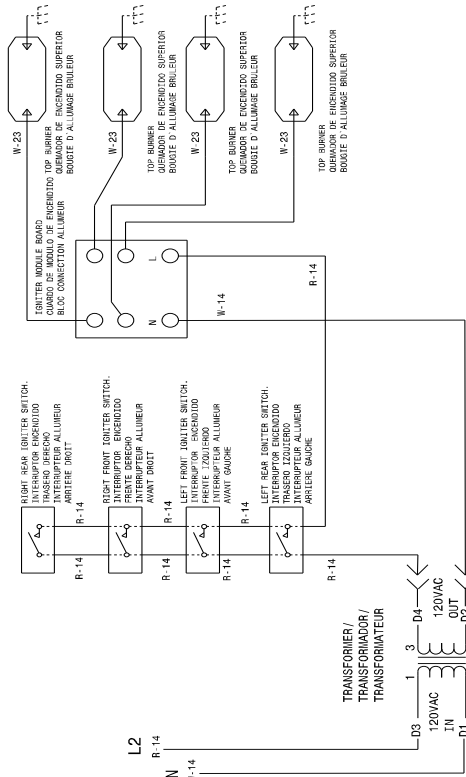 W-23
TOP BURNER
QUEMADOR DE ENCENDIDO SUPERIOR
BOUGIE D'ALLUMAGE BRULEUR
W-23
TOP BURNER
QUEMADOR DE ENCENDIDO SUPERIOR
BOUGIE D'ALLUMAGE BRULEUR
W-23
TOP BURNER
QUEMADOR DE ENCENDIDO SUPERIOR
BOUGIE D'ALLUMAGE BRULEUR
W-23
TOP BURNER
QUEMADOR DE ENCENDIDO SUPERIOR
BOUGIE D'ALLUMAGE BRULEUR
IGNITER MODULE BOARD
CUARDO DE MODULO DE ENCENDIDO
BLOC CONNECTION ALLUMEUR
L
N
W-14
R-14
RIGHT REAR IGNITER SWITCH.
INTERRUPTOR ENCENDIDO
TRASERO DERECHO
INTERRUPTEUR ALLUMEUR
ARRIERE DROIT
R-14
R-14
RIGHT FRONT IGNITER SWITCH.
INTERRUPTOR ENCENDIDO
FRENTE DERECHO
INTERRUPTEUR ALLUMEUR
AVANT DROIT
R-14
R-14
LEFT FRONT IGNITER SWITCH.
INTERRUPTOR ENCENDIDO
FRENTE IZQUIERDO
INTERRUPTEUR ALLUMEUR
AVANT GAUCHE
R-14
R-14
LEFT REAR IGNITER SWITCH.
INTERRUPTOR ENCENDIDO
TRASERO IZQUIERDO
INTERRUPTEUR ALLUMEUR
ARRIERE GAUCHE
R-14
TRANSFORMER/
TRANSFORMADOR/
TRANSFORMATEUR
1
3
D3
D4
120VAC
IN
120VAC
OUT
D1
D2
L2
R-14
N